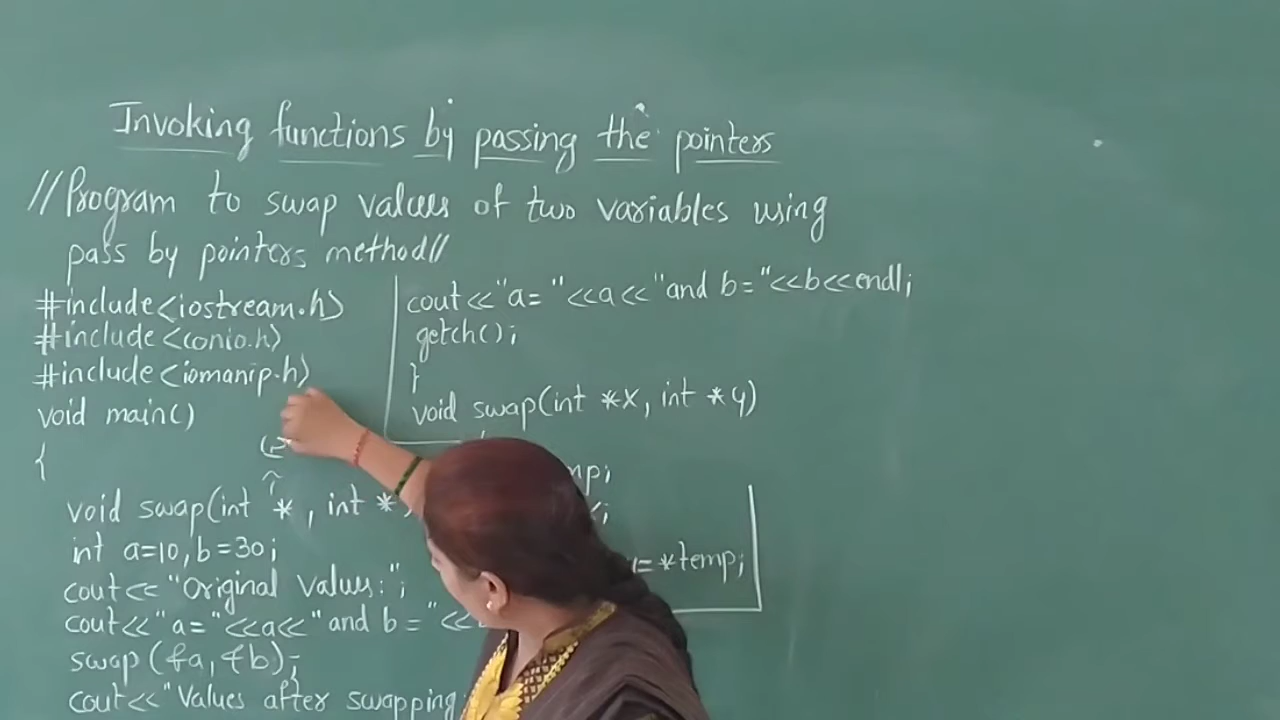 Invoking functions by passing the pointers
//Program to swap values of two variables using
pass by pointers method//
#include<iostream.h>
#include<conio.h>
#include<iomanip.h>
void main()
{
void swap(int *, int *)
int a=10,b=30;
cout<<"Original Values:";
cout<<"a="<<a<<"and b="<<
swap(&a,&b);
cout<<"Values after swapping
cout<<"a="<<a<<"and b="<<b<<endl;
getch();
}
void swap(int *x, int *y)
=*temp;